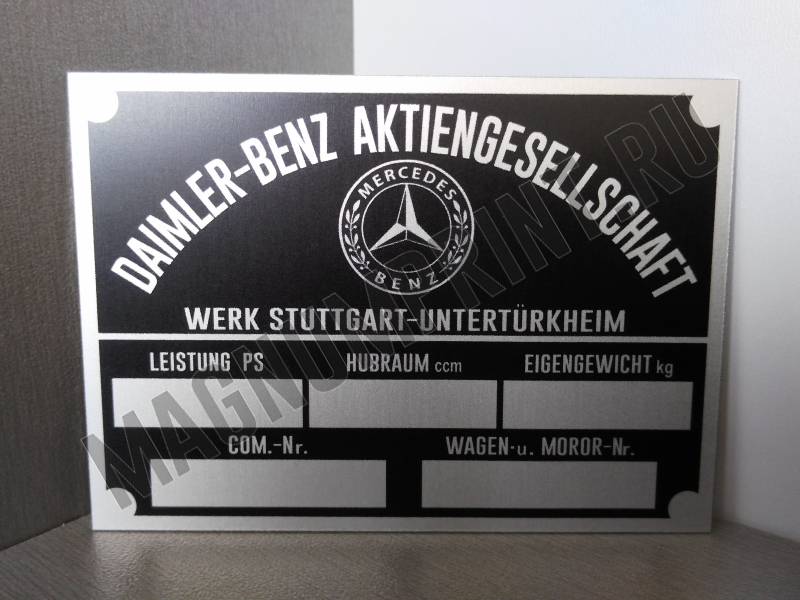 DAIMLER-BENZ AKTIENGESELLSCHAFT
MERCEDES
BENZ
WERK STUTTGART-UNTERTÜRKHEIM
LEISTUNG PS HUBRAUM ccm EIGENGEWICHT kg
COM.-Nr. WAGEN-u. MOROR-Nr.
MAGNUMPRINT.RU